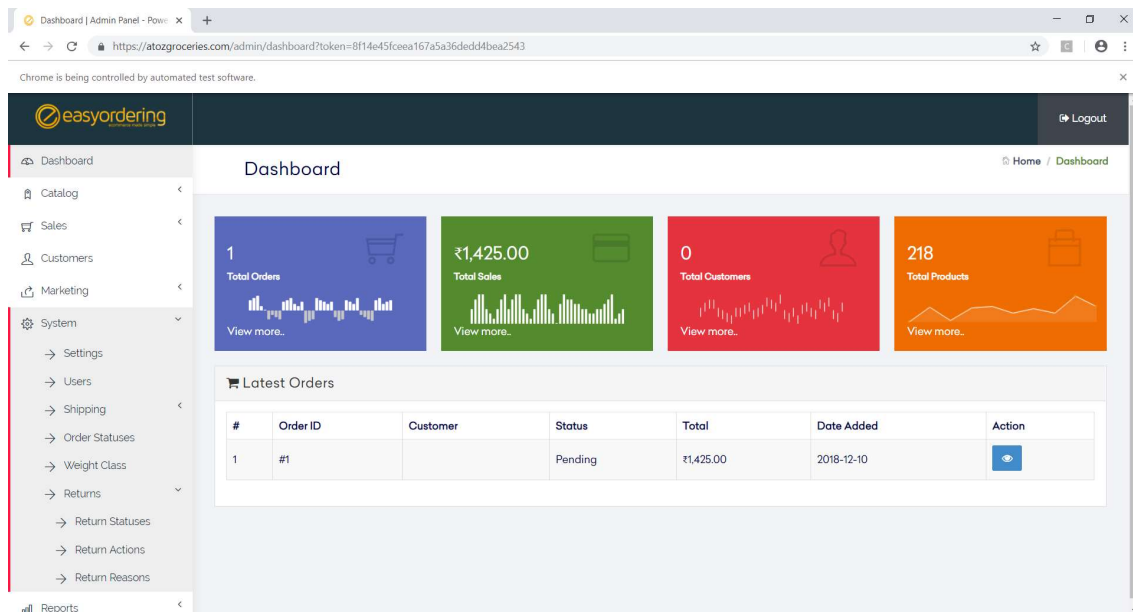 Dashboard | Admin Panel - Powe
https://atozgroceries.com/admin/dashboard?token=8f14e45fceea167a5a36dedd4bea2543
C
Chrome is being controlled by automated test software.
easyordering
ecommerce made simple
Logout
Dashboard
Catalog
Sales
Customers
Marketing
System
Settings
Users
Shipping
Order Statuses
Weight Class
Returns
Return Statuses
Return Actions
Return Reasons
Reports
Dashboard
Home / Dashboard
1
Total Orders
View more..
₹1,425.00
Total Sales
View more..
0
Total Customers
View more..
218
Total Products
View more..
Latest Orders
# Order ID Customer Status Total Date Added Action
1 #1 Pending ₹1,425.00 2018-12-10